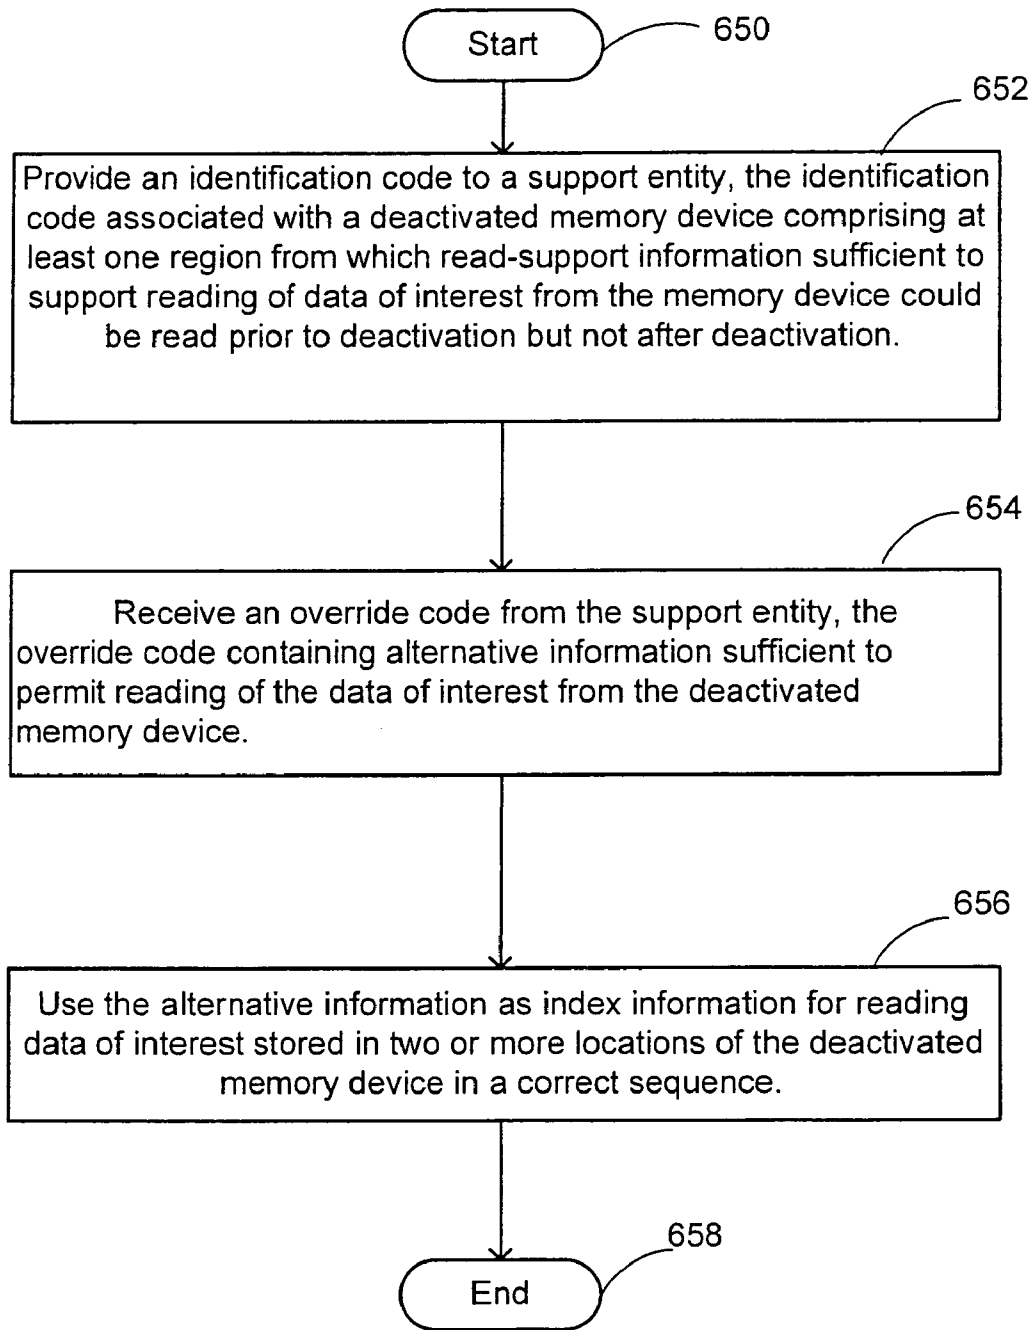 Start
650
652
Provide an identification code to a support entity, the identification
code associated with a deactivated memory device comprising at
least one region from which read-support information sufficient to
support reading of data of interest from the memory device could
be read prior to deactivation but not after deactivation.
654
Receive an override code from the support entity, the
override code containing alternative information sufficient to
permit reading of the data of interest from the deactivated
memory device.
656
Use the alternative information as index information for reading
data of interest stored in two or more locations of the deactivated
memory device in a correct sequence.
658
End